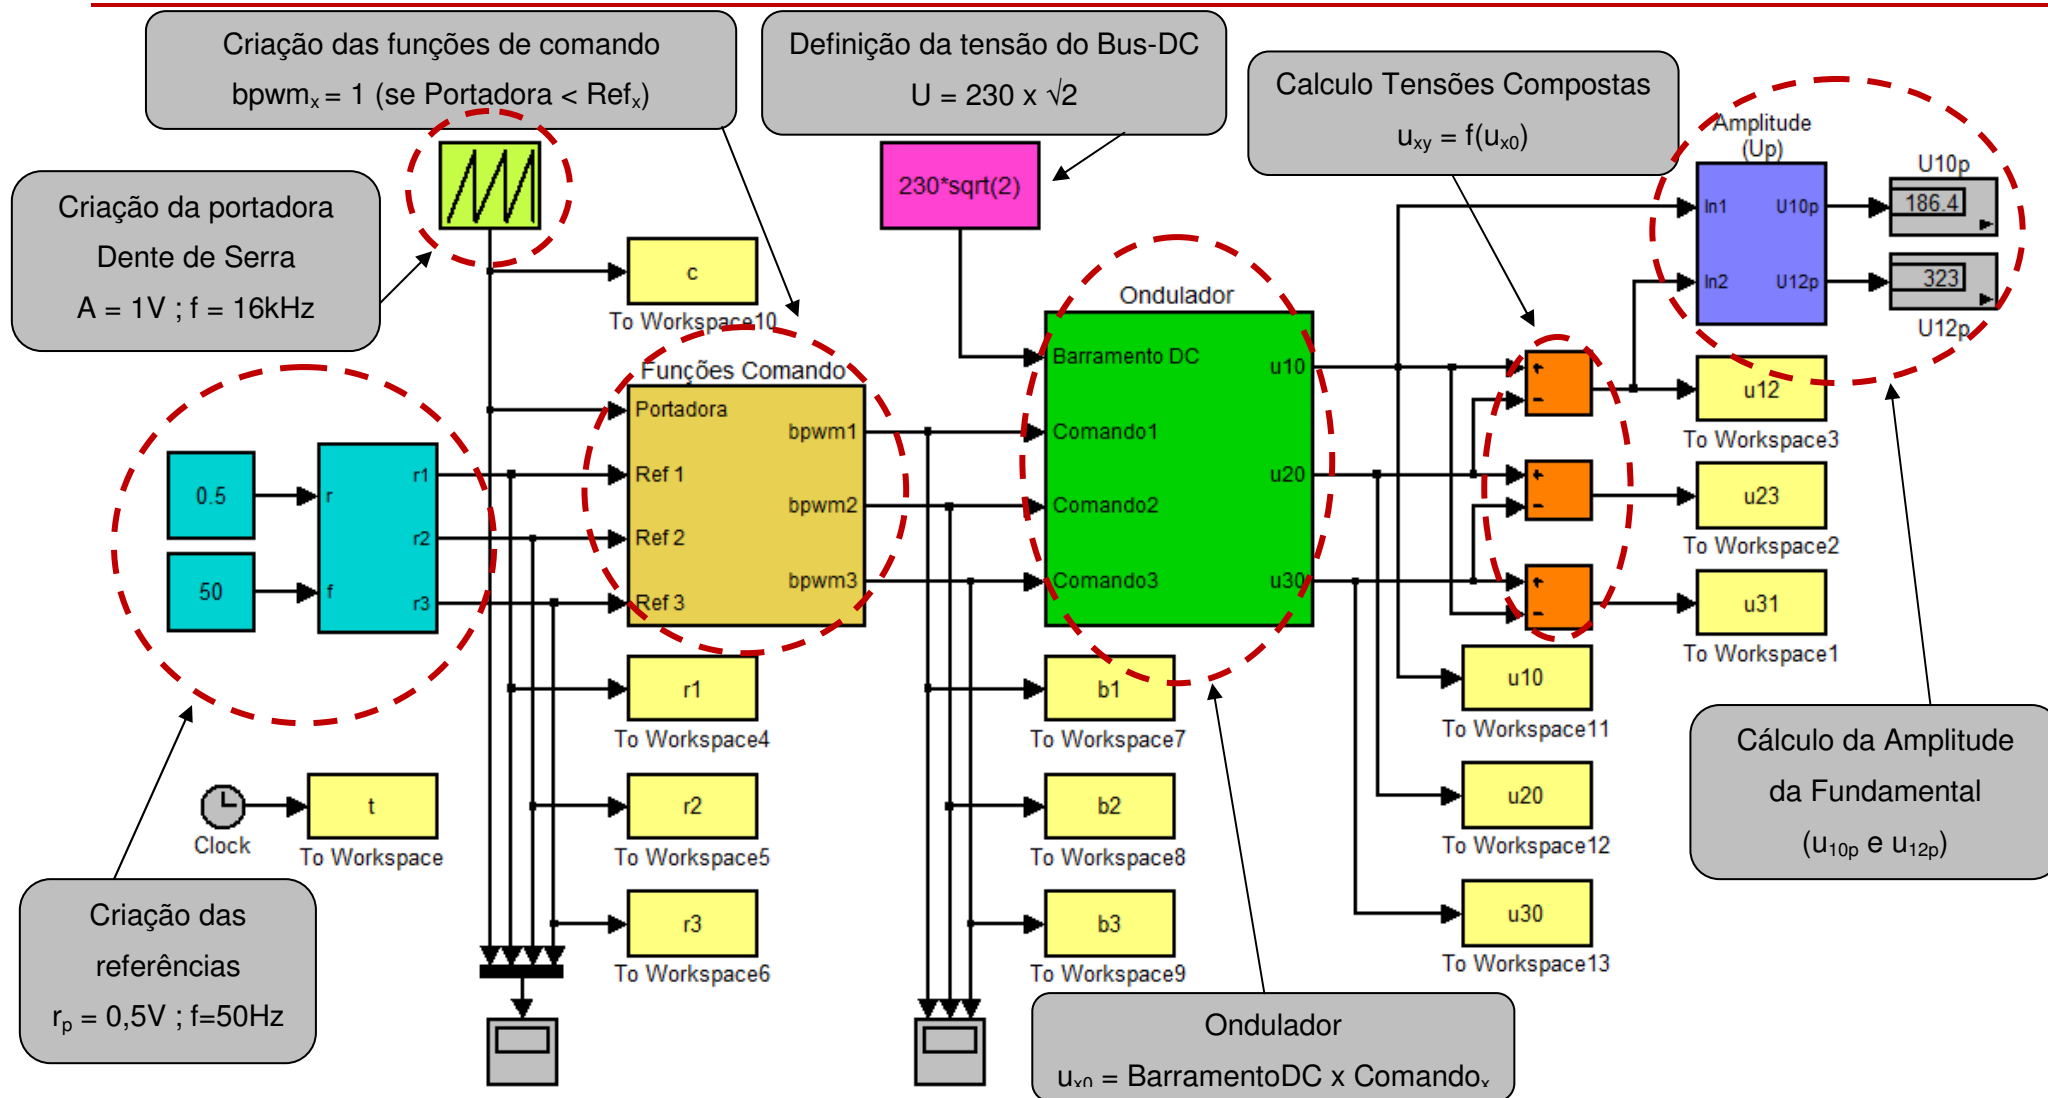 Criação das funções de comando
bpwmx = 1 (se Portadora < Refx)
Definição da tensão do Bus-DC
U = 230 x √2
Calculo Tensões Compostas
uxy = f(ux0)
Criação da portadora
Dente de Serra
A = 1V ; f = 16kHz
230*sqrt(2)
Amplitude
(Up)
In1
In2
U10p
U12p
U10p
186.4
323
U12p
c
To Workspace10
Ondulador
Barramento DC
Comando1
Comando2
Comando3
u10
u20
u30
Funções Comando
Portadora
Ref 1
Ref 2
Ref 3
bpwm1
bpwm2
bpwm3
0.5
50
r
f
r1
r2
r3
+
-
+
-
+
-
u12
To Workspace3
u23
To Workspace2
u31
To Workspace1
r1
To Workspace4
b1
To Workspace7
u10
To Workspace11
Clock
t
To Workspace
r2
To Workspace5
b2
To Workspace8
u20
To Workspace12
r3
To Workspace6
b3
To Workspace9
u30
To Workspace13
Cálculo da Amplitude
da Fundamental
(u10p e u12p)
Criação das
referências
rp = 0,5V ; f=50Hz
Ondulador
ux0 = BarramentoDC x Comandox